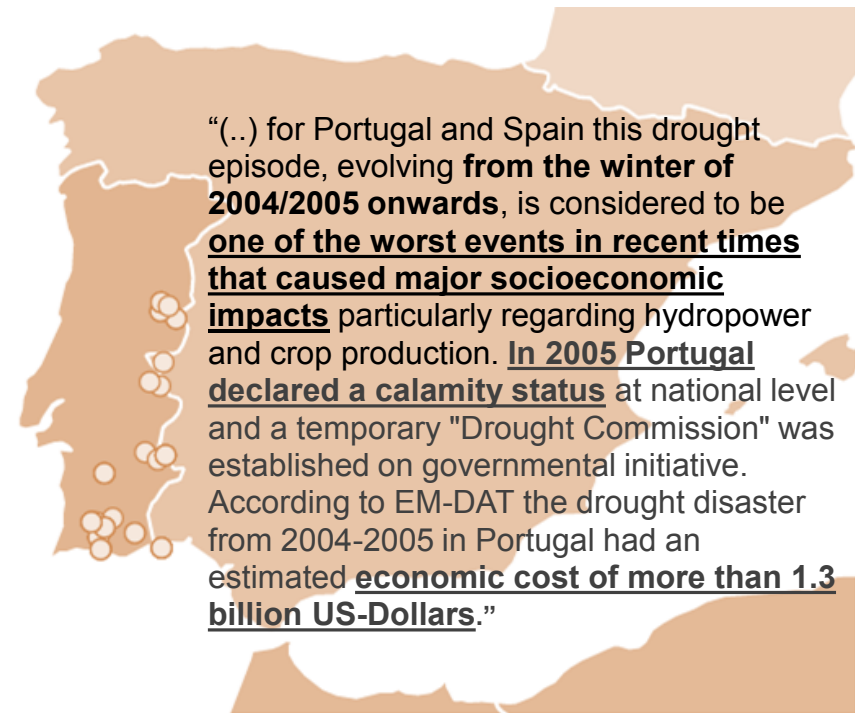 “(..) for Portugal and Spain this drought
episode, evolving from the winter of
2004/2005 onwards, is considered to be
one of the worst events in recent times
that caused major socioeconomic
impacts particularly regarding hydropower
and crop production. In 2005 Portugal
declared a calamity status at national level
and a temporary "Drought Commission" was
established on governmental initiative.
According to EM-DAT the drought disaster
from 2004-2005 in Portugal had an
estimated economic cost of more than 1.3
billion US-Dollars.”